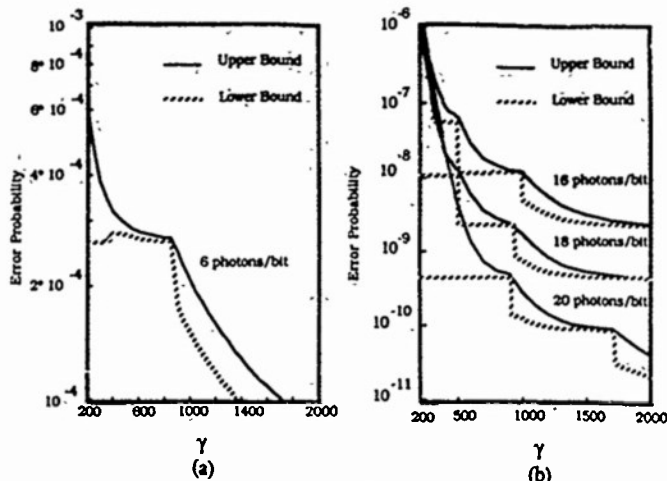 10 -3
8* 10 -4
6* 10 -4
4* 10 -4
2* 10 -4
10 -4
Error Probability
Upper Bound
Lower Bound
6 photons/bit
200 600 1000 1400 2000
γ
(a)
10 -6
10 -7
10 -8
10 -9
10 -10
10 -11
Error Probability
Upper Bound
Lower Bound
16 photons/bit
18 photons/bit
20 photons/bit
200 500 1000 1500 2000
γ
(b)